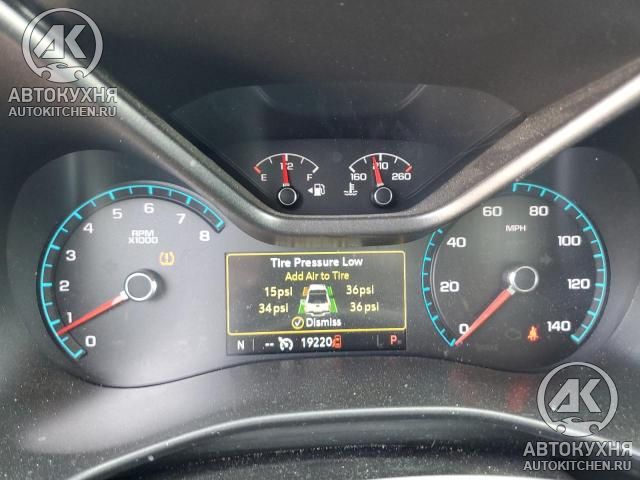 АК
АВТОКУХНЯ
AUTOKITCHEN.RU
E 1/2 F
160 210 260
0 1 2 3 4 5 6 7 8
RPM
X1000
Tire Pressure Low
Add Air to Tire
15psi 36psi
34psi 36psi
Dismiss
N -- 19220 P
0 20 40 60 80 100 120 140
MPH
АК
АВТОКУХНЯ
AUTOKITCHEN.RU